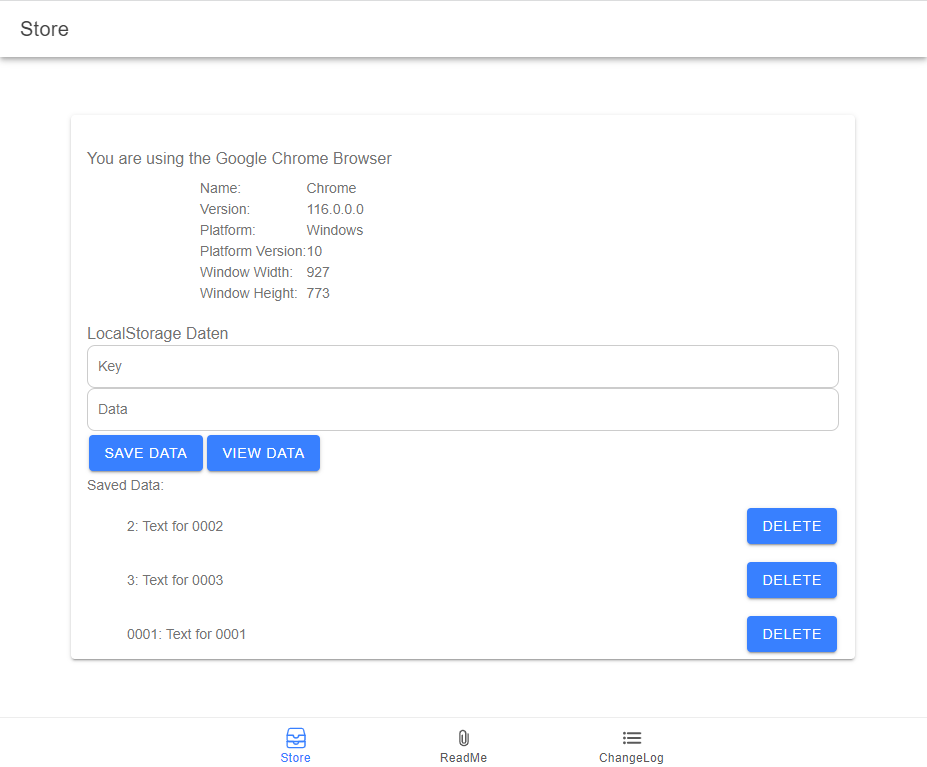 Store
You are using the Google Chrome Browser
Name: Chrome
Version: 116.0.0.0
Platform: Windows
Platform Version:10
Window Width: 927
Window Height: 773
LocalStorage Daten
Key
Data
SAVE DATA VIEW DATA
Saved Data:
2: Text for 0002 DELETE
3: Text for 0003 DELETE
0001: Text for 0001 DELETE
Store ReadMe ChangeLog